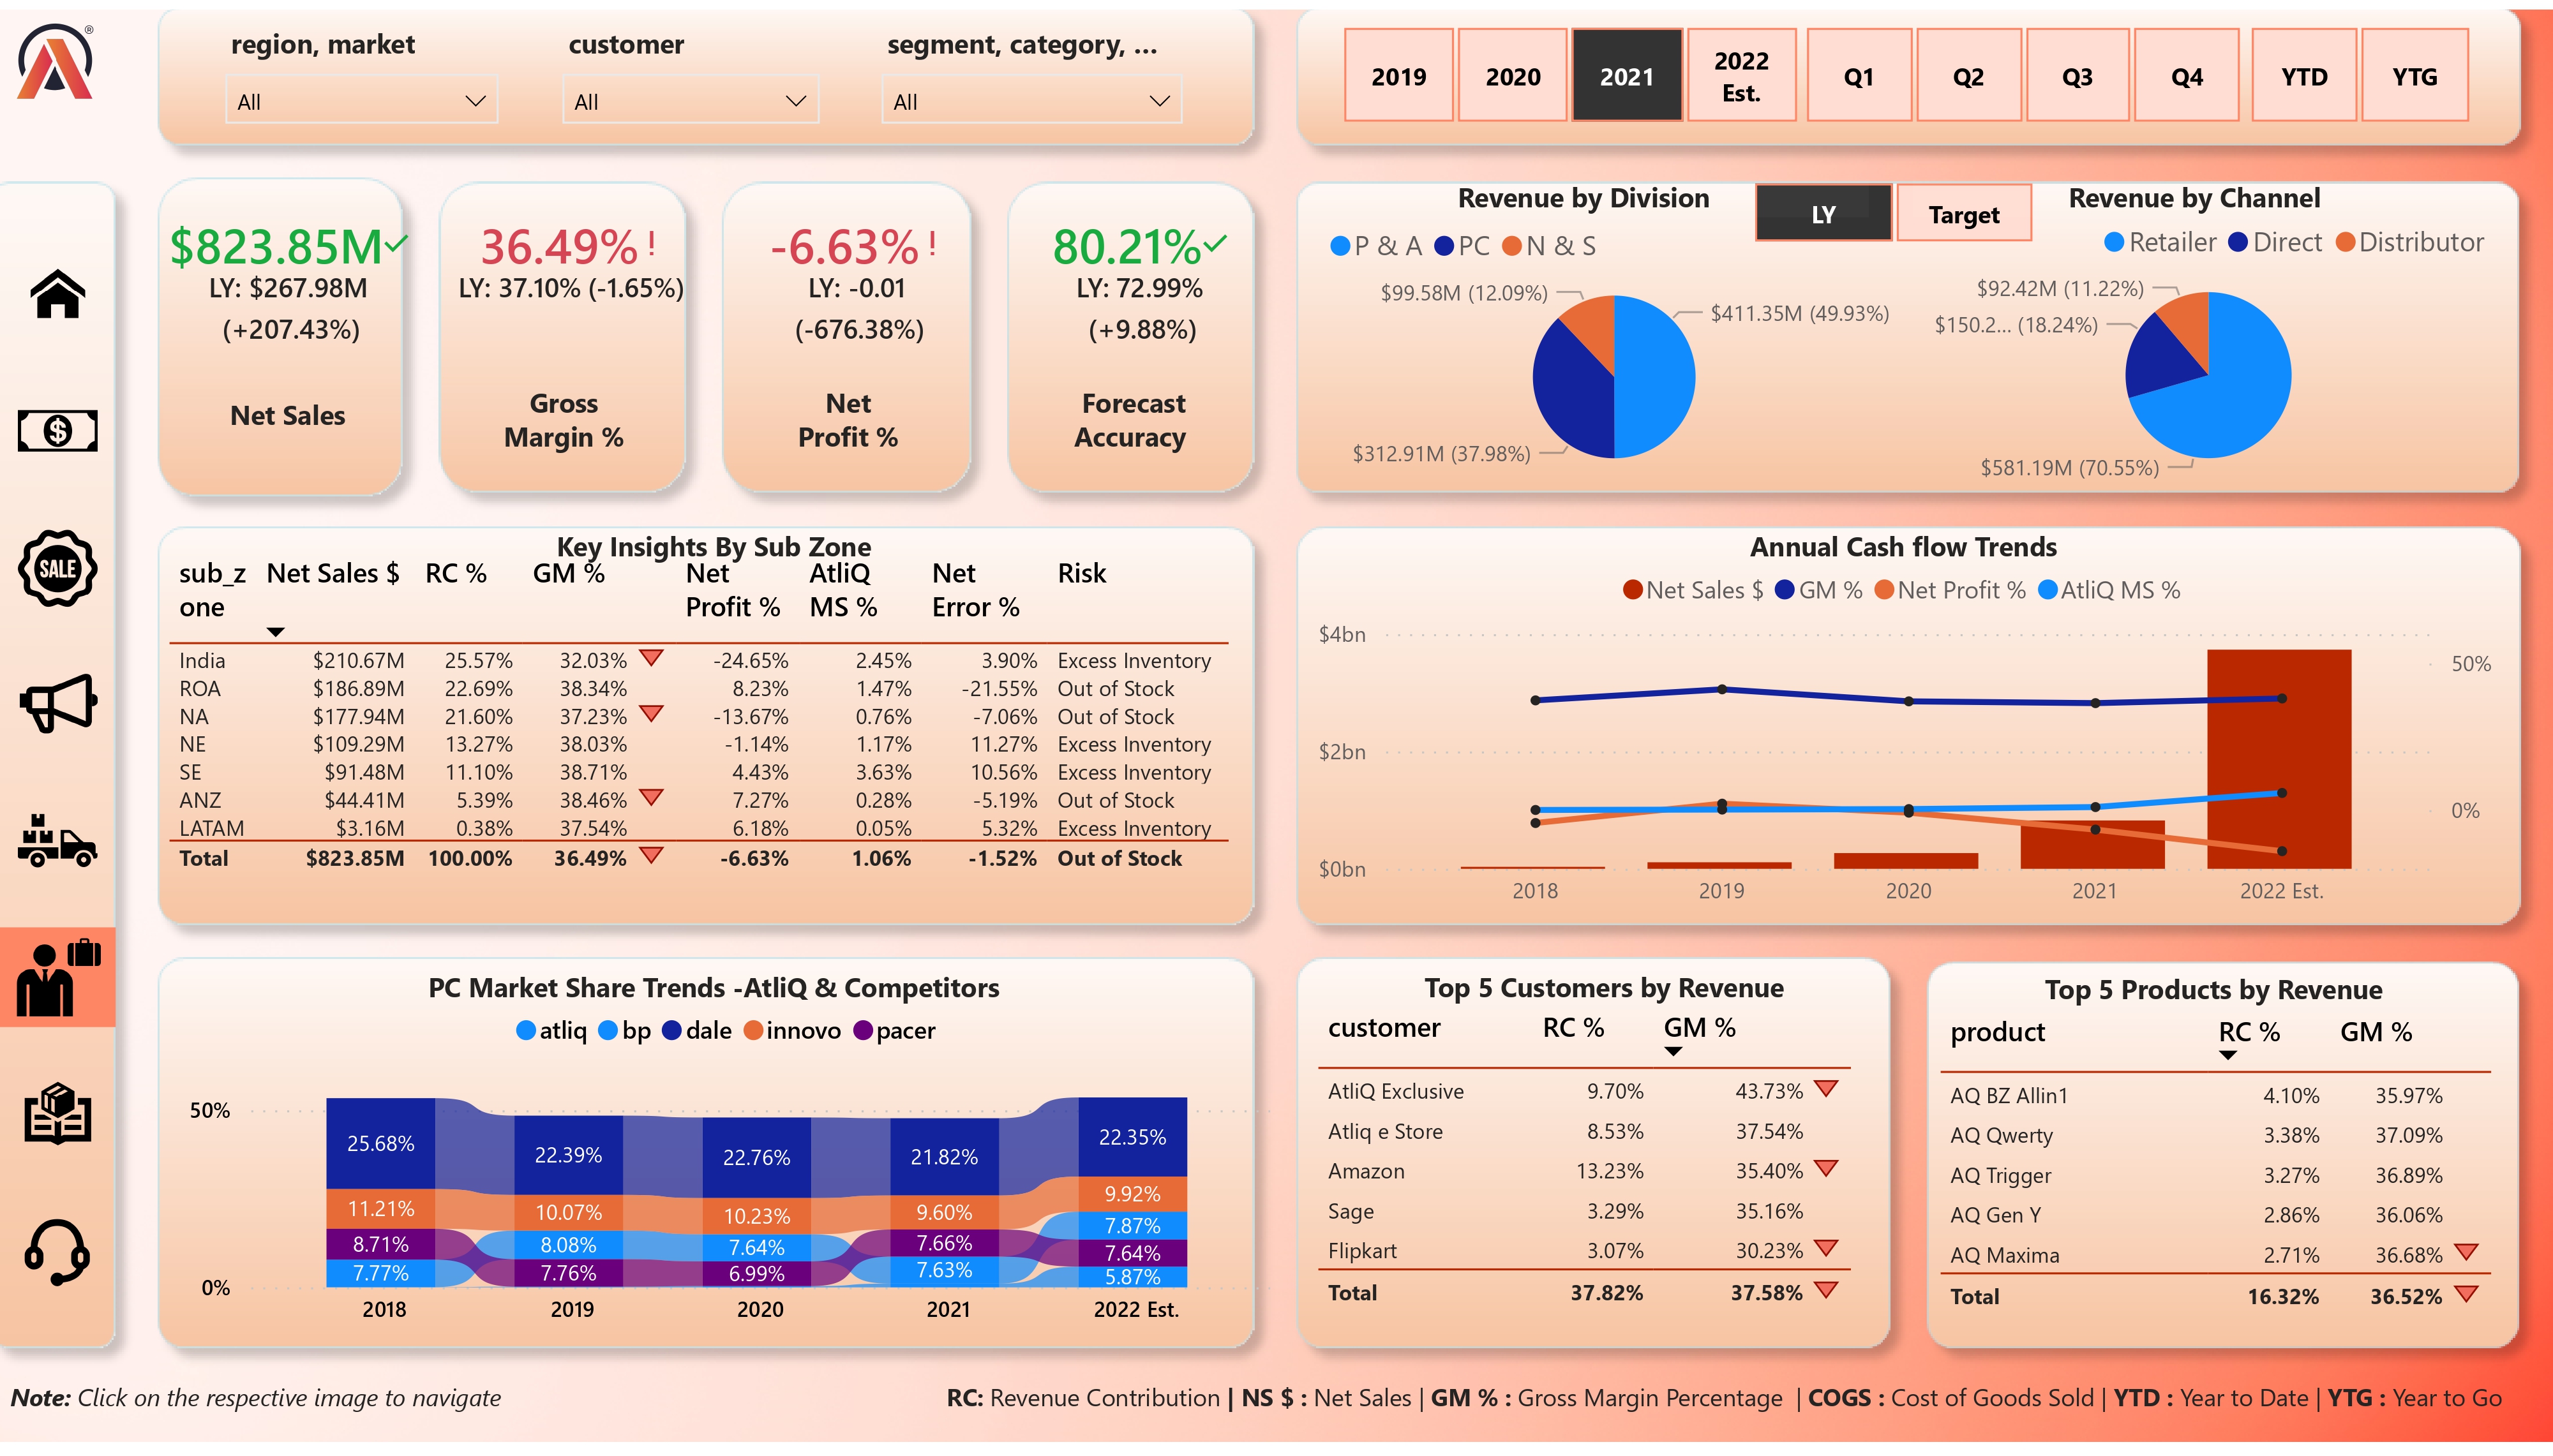 ®
region, market
customer
segment, category, ...
All
All
All
2019
2020
2021
2022
Est.
Q1
Q2
Q3
Q4
YTD
YTG
$823.85M
LY: $267.98M
(+207.43%)
Net Sales
36.49% !
LY: 37.10% (-1.65%)
Gross
Margin %
-6.63% !
LY: -0.01
(-676.38%)
Net
Profit %
80.21%
LY: 72.99%
(+9.88%)
Forecast
Accuracy
Revenue by Division
LY
Target
Revenue by Channel
P & A PC N & S
$99.58M (12.09%)
$411.35M (49.93%)
$312.91M (37.98%)
Retailer Direct Distributor
$92.42M (11.22%)
$150.2... (18.24%)
$581.19M (70.55%)
$
SALE
Key Insights By Sub Zone
sub_z
one
Net Sales $
RC %
GM %
Net
Profit %
AtliQ
MS %
Net
Error %
Risk
India $210.67M 25.57% 32.03% -24.65% 2.45% 3.90% Excess Inventory
ROA $186.89M 22.69% 38.34% 8.23% 1.47% -21.55% Out of Stock
NA $177.94M 21.60% 37.23% -13.67% 0.76% -7.06% Out of Stock
NE $109.29M 13.27% 38.03% -1.14% 1.17% 11.27% Excess Inventory
SE $91.48M 11.10% 38.71% 4.43% 3.63% 10.56% Excess Inventory
ANZ $44.41M 5.39% 38.46% 7.27% 0.28% -5.19% Out of Stock
LATAM $3.16M 0.38% 37.54% 6.18% 0.05% 5.32% Excess Inventory
Total $823.85M 100.00% 36.49% -6.63% 1.06% -1.52% Out of Stock
Annual Cash flow Trends
Net Sales $ GM % Net Profit % AtliQ MS %
$4bn
50%
$2bn
0%
$0bn
2018 2019 2020 2021 2022 Est.
PC Market Share Trends -AtliQ & Competitors
atliq bp dale innovo pacer
50%
0%
25.68% 22.39% 22.76% 21.82% 22.35%
11.21% 10.07% 10.23% 9.60% 9.92%
8.71% 8.08% 7.64% 7.66% 7.87%
7.77% 7.76% 6.99% 7.63% 7.64%
5.87%
2018 2019 2020 2021 2022 Est.
Top 5 Customers by Revenue
customer RC % GM %
AtliQ Exclusive 9.70% 43.73%
Atliq e Store 8.53% 37.54%
Amazon 13.23% 35.40%
Sage 3.29% 35.16%
Flipkart 3.07% 30.23%
Total 37.82% 37.58%
Top 5 Products by Revenue
product RC % GM %
AQ BZ Allin1 4.10% 35.97%
AQ Qwerty 3.38% 37.09%
AQ Trigger 3.27% 36.89%
AQ Gen Y 2.86% 36.06%
AQ Maxima 2.71% 36.68%
Total 16.32% 36.52%
Note: Click on the respective image to navigate
RC: Revenue Contribution | NS $ : Net Sales | GM % : Gross Margin Percentage | COGS : Cost of Goods Sold | YTD : Year to Date | YTG : Year to Go